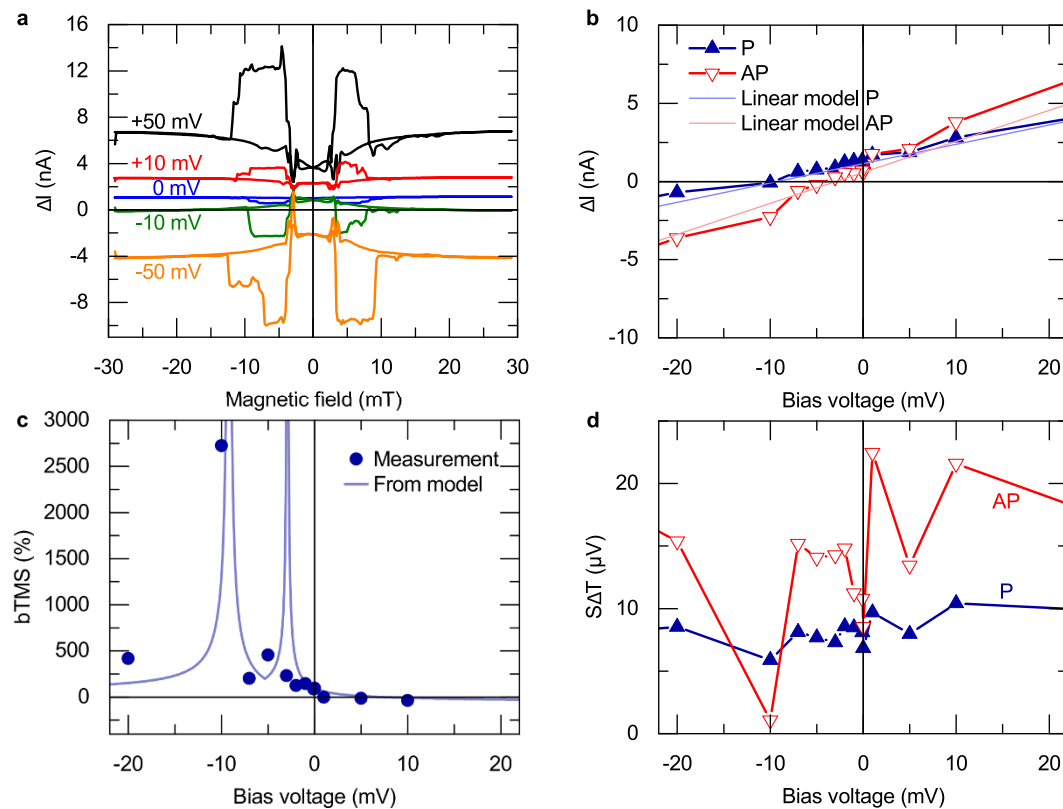 a
ΔI (nA)
16
12
8
4
0
-4
-8
+50 mV
+10 mV
0 mV
-10 mV
-50 mV
-30
-20
-10
0
10
20
30
Magnetic field (mT)
b
ΔI (nA)
10
5
0
-5
-10
P
AP
Linear model P
Linear model AP
-20
-10
0
10
20
Bias voltage (mV)
c
bTMS (%)
3000
2500
2000
1500
1000
500
0
Measurement
From model
-20
-10
0
10
20
Bias voltage (mV)
d
SΔT (µV)
20
10
0
AP
P
-20
-10
0
10
20
Bias voltage (mV)